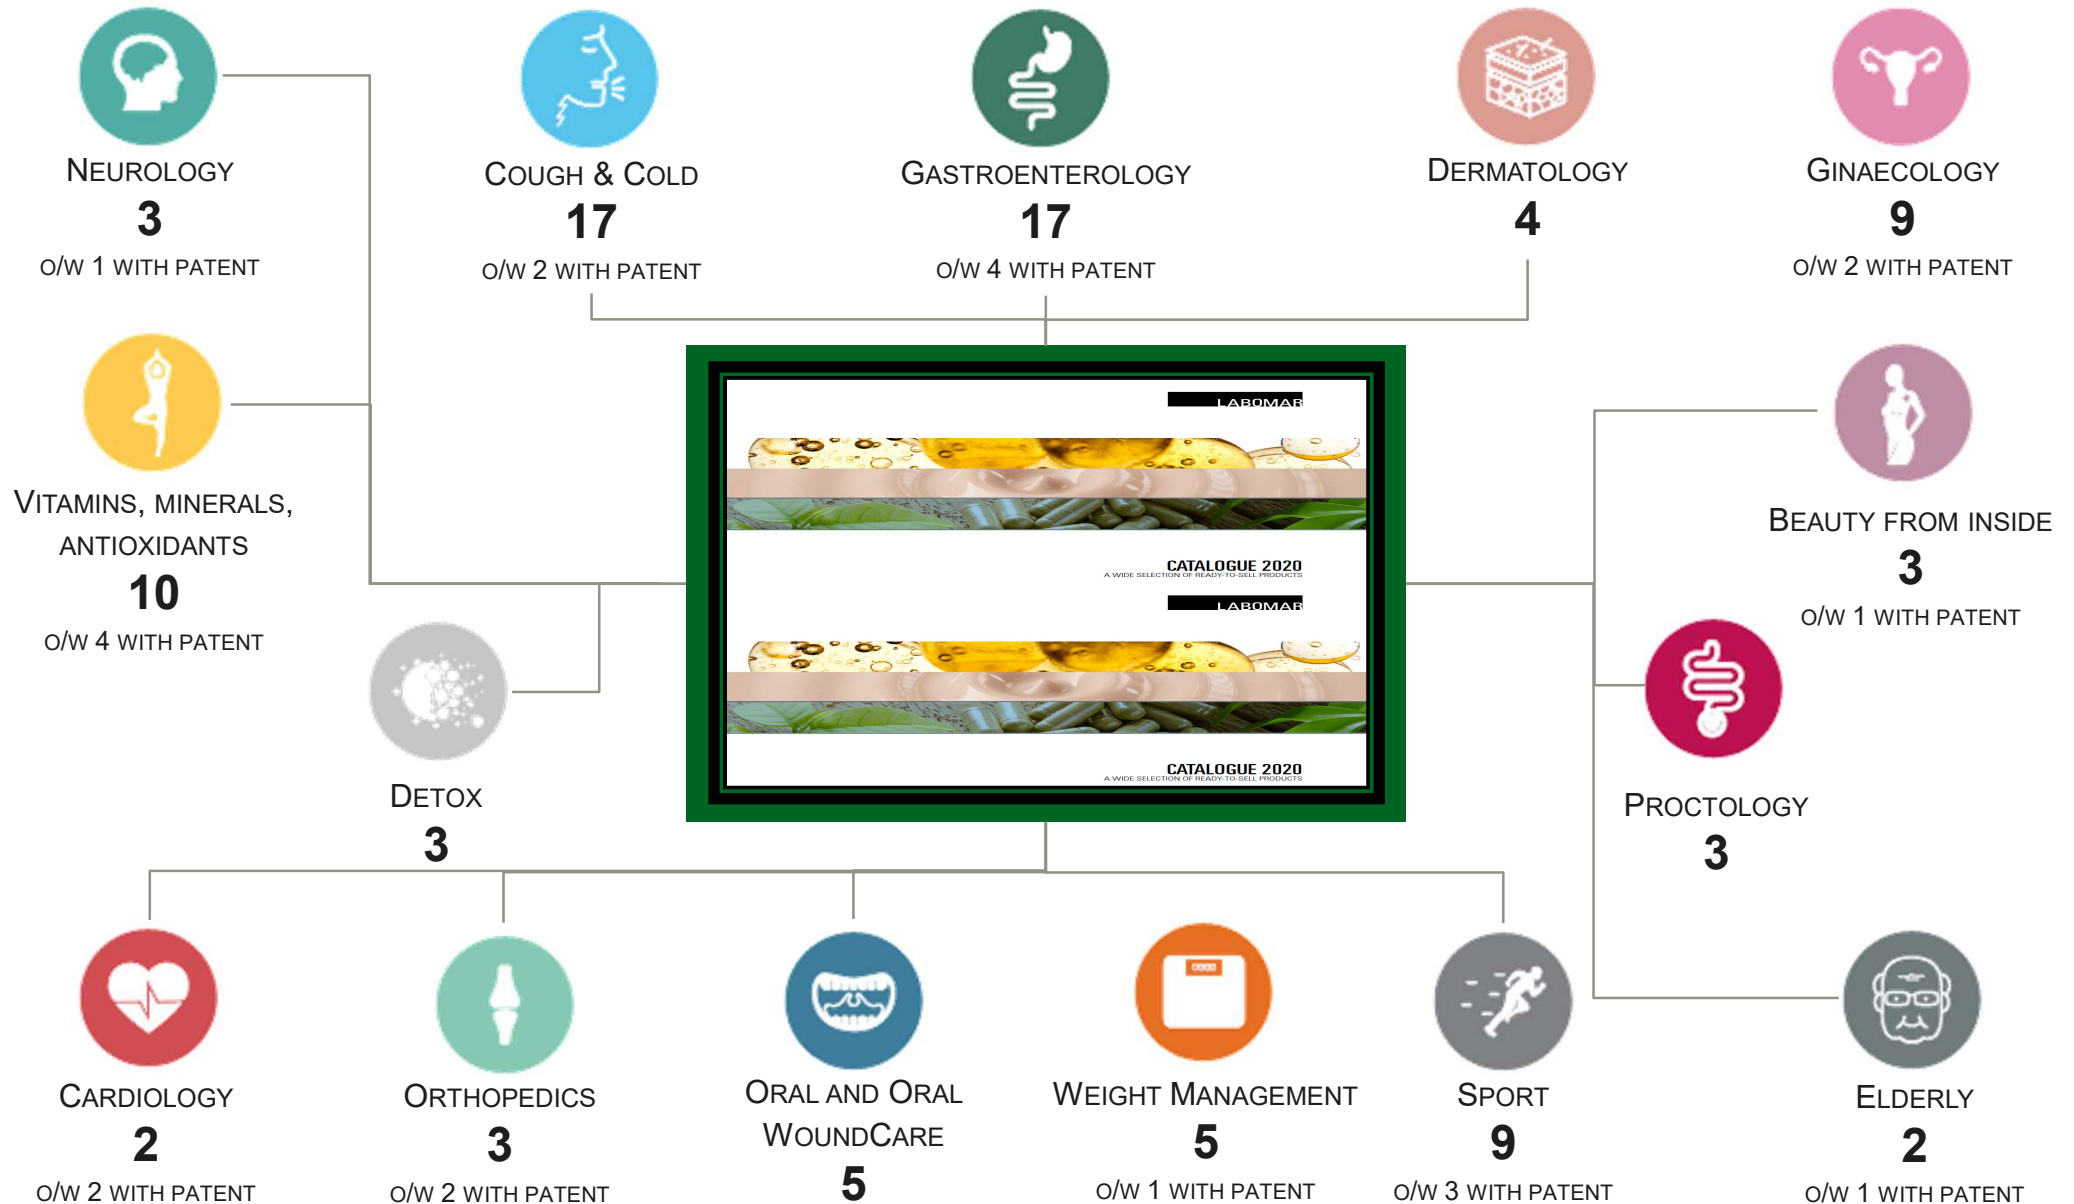 NEUROLOGY
3
O/W 1 WITH PATENT
COUGH & COLD
17
O/W 2 WITH PATENT
GASTROENTEROLOGY
17
O/W 4 WITH PATENT
DERMATOLOGY
4
GINAECOLOGY
9
O/W 2 WITH PATENT
VITAMINS, MINERALS,
ANTIOXIDANTS
10
O/W 4 WITH PATENT
LABOMAR
CATALOGUE 2020
A WIDE SELECTION OF READY-TO-SELL PRODUCTS
LABOMAR
CATALOGUE 2020
A WIDE SELECTION OF READY-TO-SELL PRODUCTS
BEAUTY FROM INSIDE
3
O/W 1 WITH PATENT
DETOX
3
PROCTOLOGY
3
CARDIOLOGY
2
O/W 2 WITH PATENT
ORTHOPEDICS
3
O/W 2 WITH PATENT
ORAL AND ORAL
WOUNDCARE
5
WEIGHT MANAGEMENT
5
O/W 1 WITH PATENT
SPORT
9
O/W 3 WITH PATENT
ELDERLY
2
O/W 1 WITH PATENT